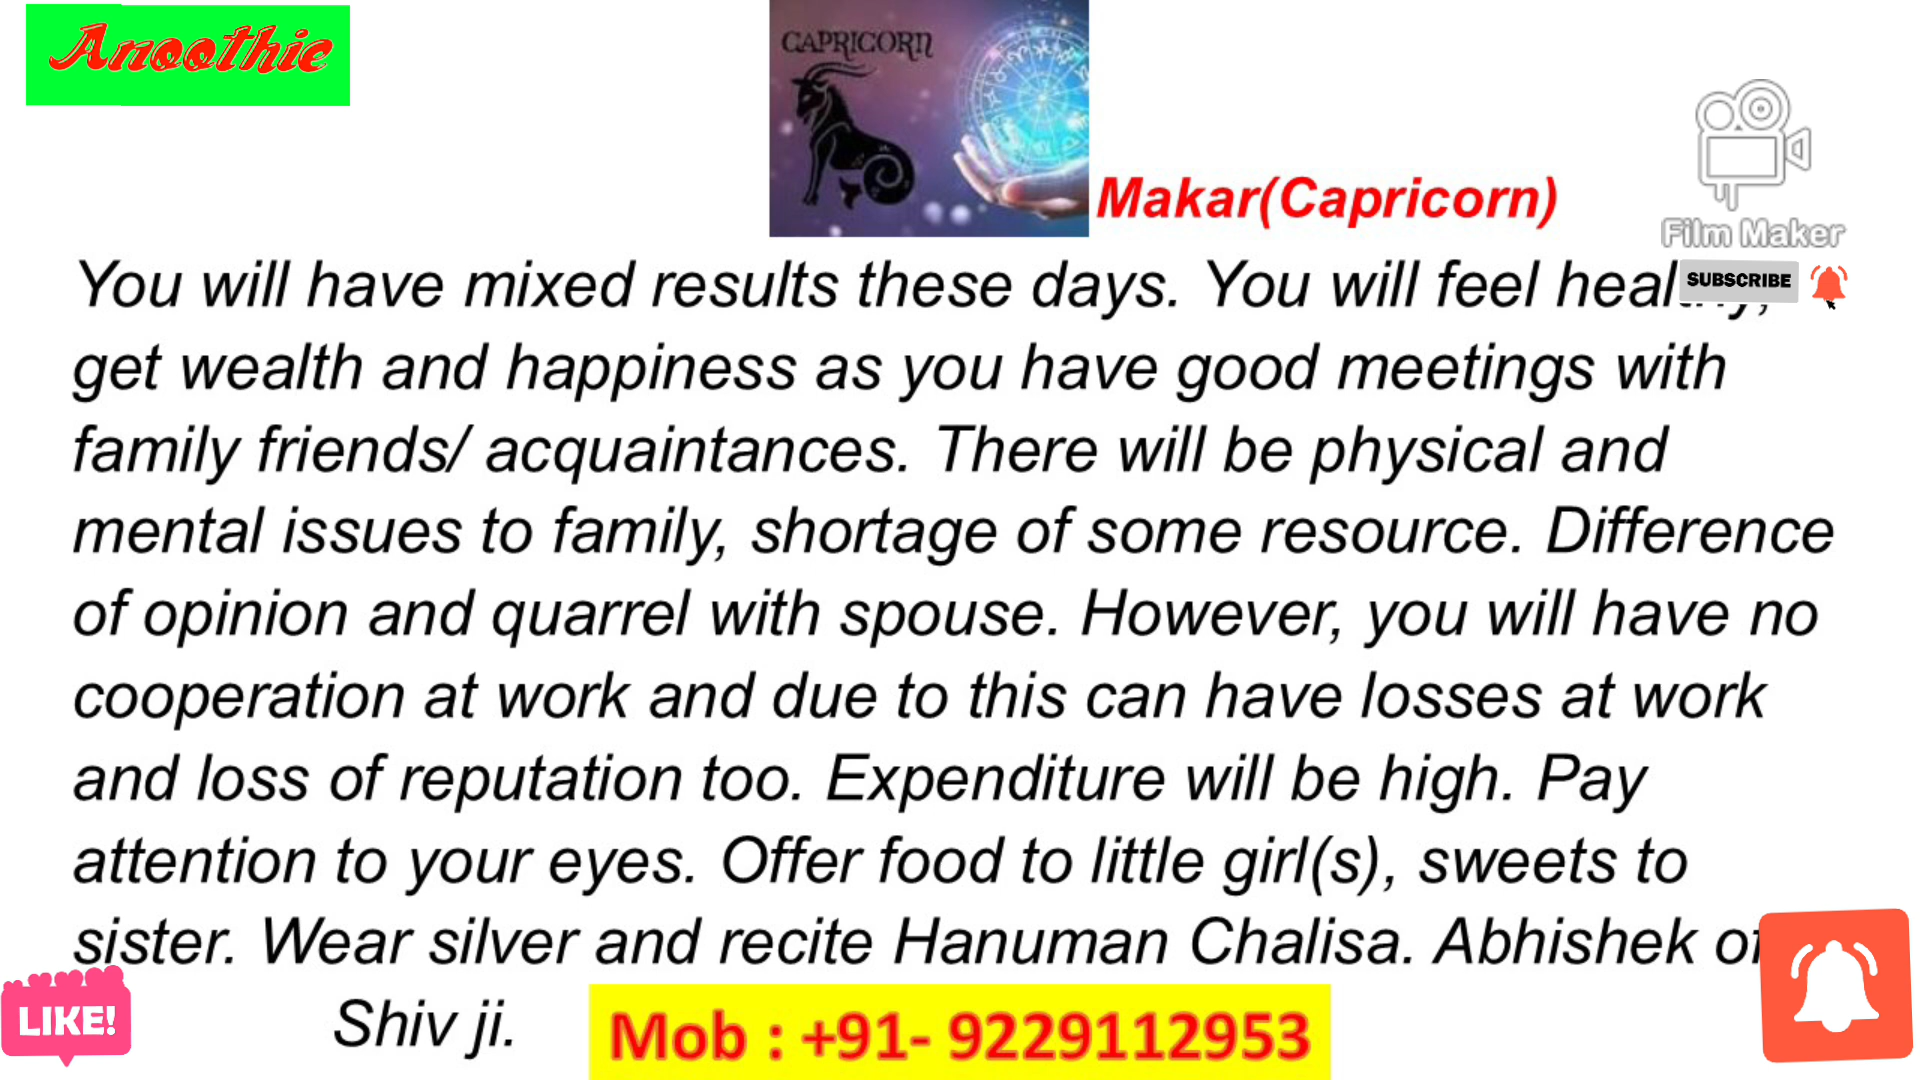 Anoothie
CAPRICORN
Makar(Capricorn)
Film Maker
SUBSCRIBE
You will have mixed results these days. You will feel healthy,
get wealth and happiness as you have good meetings with
family friends/ acquaintances. There will be physical and
mental issues to family, shortage of some resource. Difference
of opinion and quarrel with spouse. However, you will have no
cooperation at work and due to this can have losses at work
and loss of reputation too. Expenditure will be high. Pay
attention to your eyes. Offer food to little girl(s), sweets to
sister. Wear silver and recite Hanuman Chalisa. Abhishek of
Shiv ji.
LIKE!
Mob : +91- 9229112953